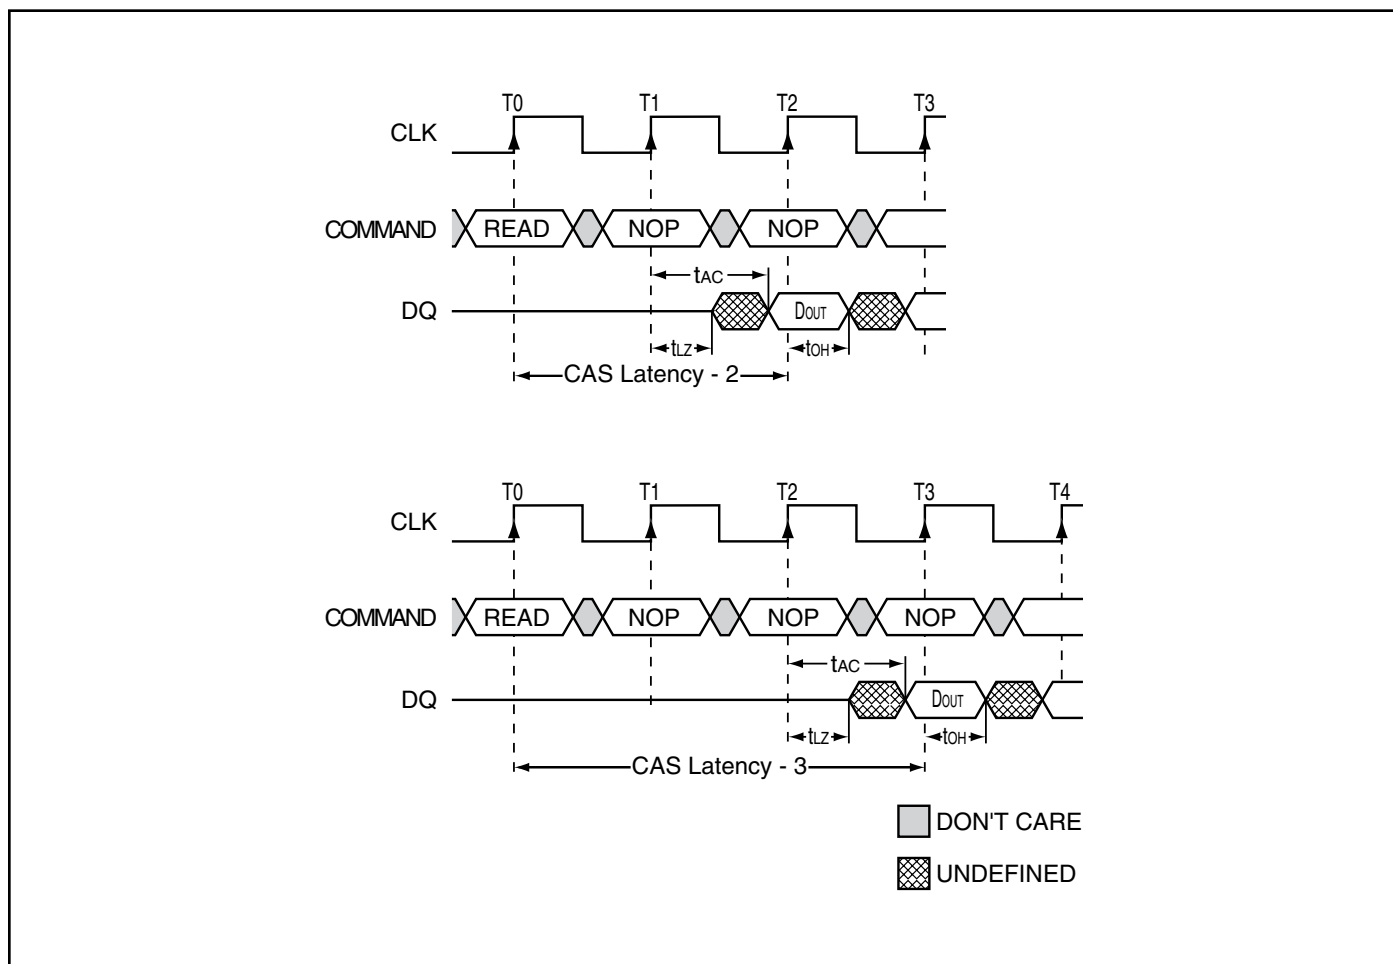 T0 T1 T2 T3
CLK
COMMAND READ NOP NOP
tAC
DQ DOUT
tLZ tOH
CAS Latency - 2
T0 T1 T2 T3 T4
CLK
COMMAND READ NOP NOP NOP
tAC
DQ DOUT
tLZ tOH
CAS Latency - 3
DON'T CARE
UNDEFINED